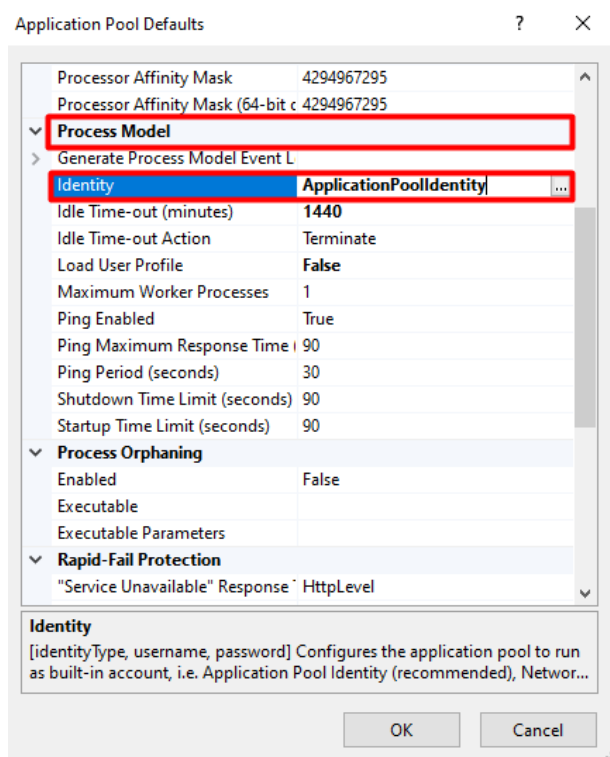 Application Pool Defaults ?
Processor Affinity Mask 4294967295
Processor Affinity Mask (64-bit c 4294967295
Process Model
Generate Process Model Event L
Identity ApplicationPoolIdentity ...
Idle Time-out (minutes) 1440
Idle Time-out Action Terminate
Load User Profile False
Maximum Worker Processes 1
Ping Enabled True
Ping Maximum Response Time ( 90
Ping Period (seconds) 30
Shutdown Time Limit (seconds) 90
Startup Time Limit (seconds) 90
Process Orphaning
Enabled False
Executable
Executable Parameters
Rapid-Fail Protection
"Service Unavailable" Response T HttpLevel
Identity
[identityType, username, password] Configures the application pool to run
as built-in account, i.e. Application Pool Identity (recommended), Networ...
OK Cancel